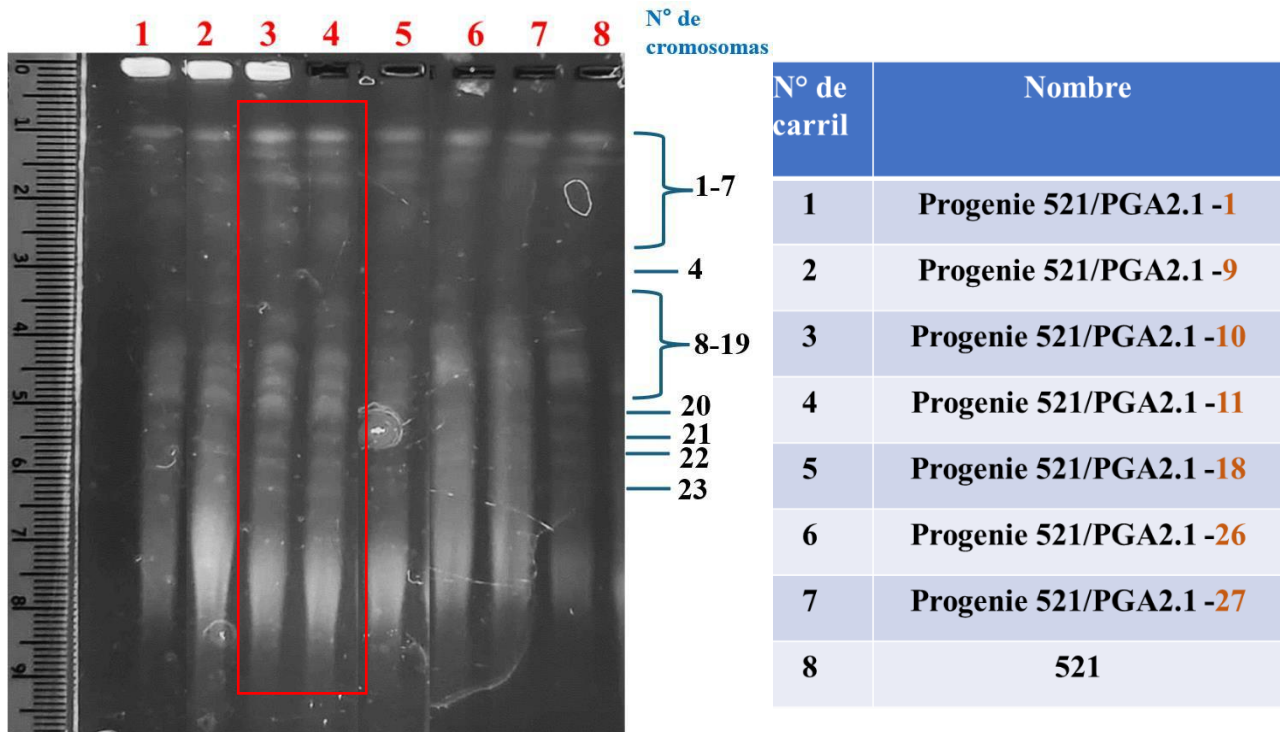 1 2 3 4 5 6 7 8
N° de
cromosomas
0
1
2
3
4
5
6
7
8
9
1-7
4
8-19
20
21
22
23
N° de carril Nombre
1 Progenie 521/PGA2.1 -1
2 Progenie 521/PGA2.1 -9
3 Progenie 521/PGA2.1 -10
4 Progenie 521/PGA2.1 -11
5 Progenie 521/PGA2.1 -18
6 Progenie 521/PGA2.1 -26
7 Progenie 521/PGA2.1 -27
8 521